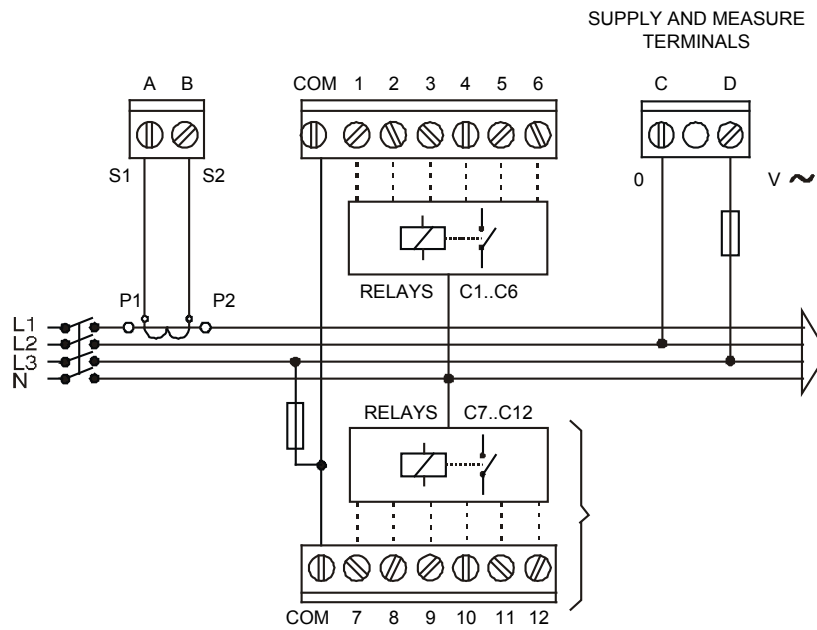 SUPPLY AND MEASURE
TERMINALS
A B COM 1 2 3 4 5 6 C D
S1 S2 0 V ~
P1 P2 RELAYS C1..C6
L1
L2
L3
N
RELAYS C7..C12
COM 7 8 9 10 11 12